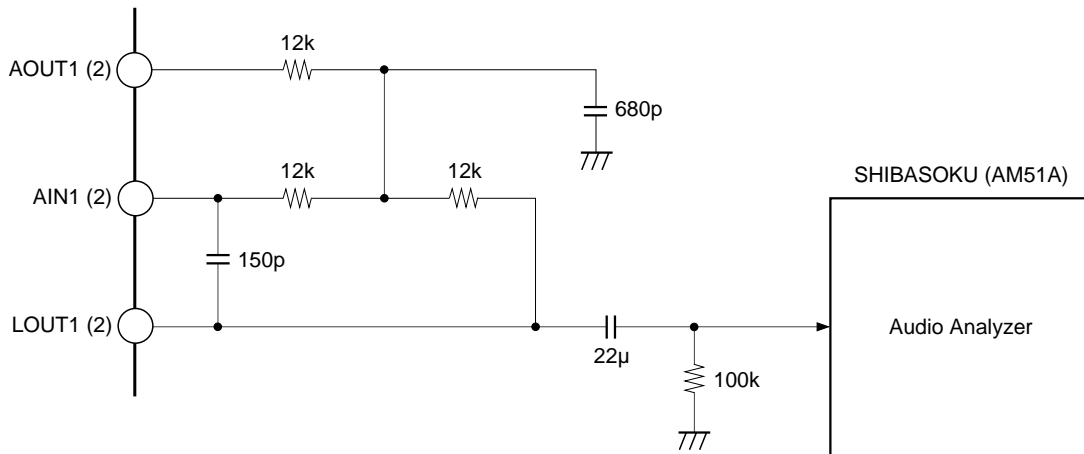 12k
AOUT1 (2)
680p
12k
12k
SHIBASOKU (AM51A)
AIN1 (2)
150p
LOUT1 (2)
Audio Analyzer
22µ
100k